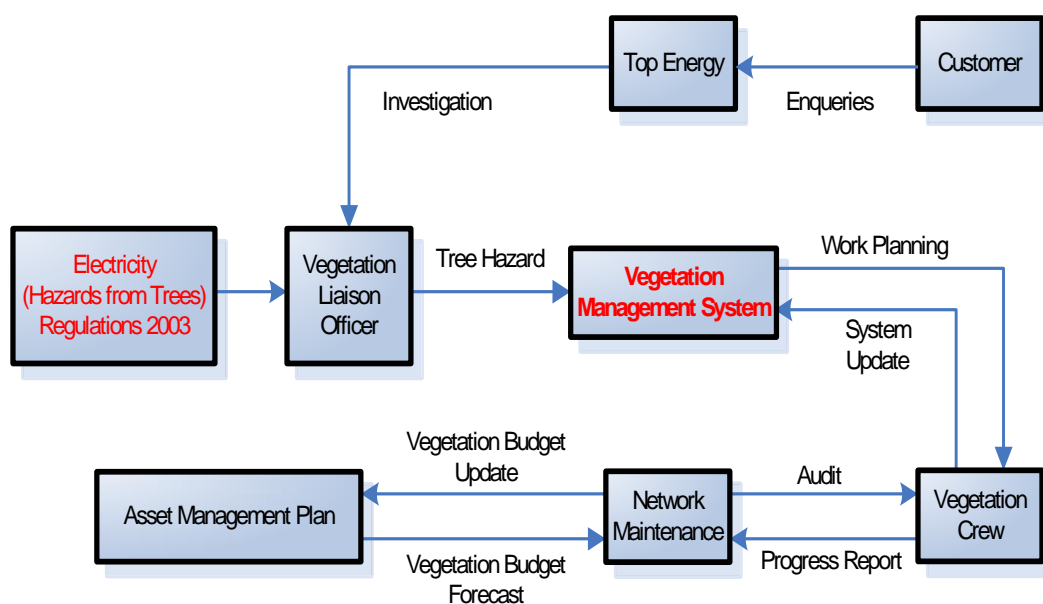 Top Energy
Customer
Investigation
Enqueries
Electricity
(Hazards from Trees)
Regulations 2003
Vegetation
Liaison
Officer
Tree Hazard
Vegetation
Management System
Work Planning
System
Update
Vegetation Budget
Update
Asset Management Plan
Network
Maintenance
Audit
Vegetation
Crew
Vegetation Budget
Forecast
Progress Report